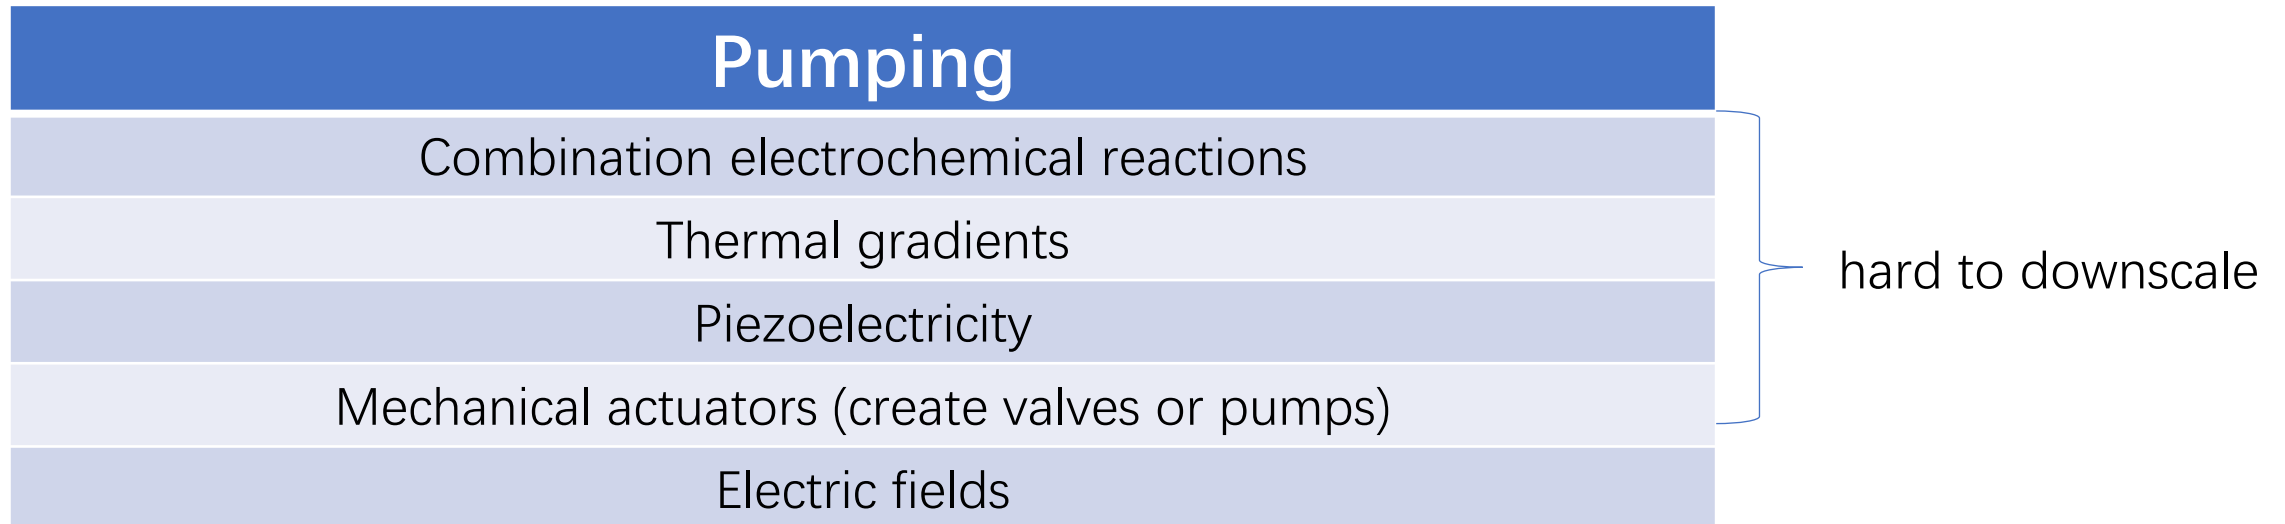 Pumping
Combination electrochemical reactions
Thermal gradients
Piezoelectricity
Mechanical actuators (create valves or pumps)
Electric fields
hard to downscale